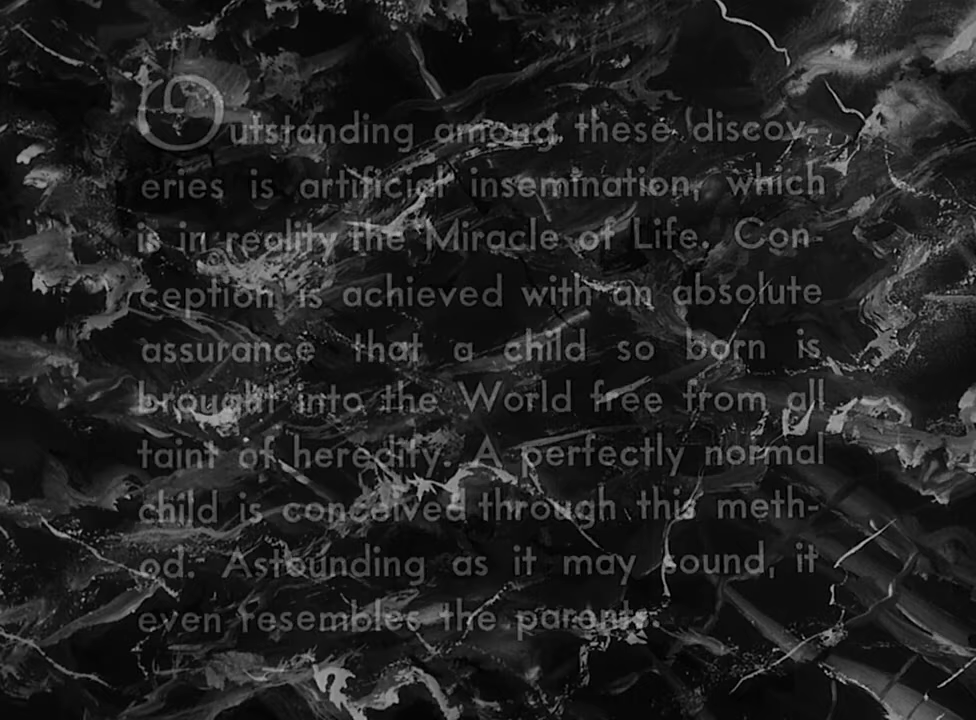 Outstanding among these discov-
eries is artificial insemination, which
is in reality the Miracle of Life. Con-
ception is achieved with an absolute
assurance that a child so born is
brought into the World free from all
taint of heredity. A perfectly normal
child is conceived through this meth-
od. Astounding as it may sound, it
even resembles the parents.